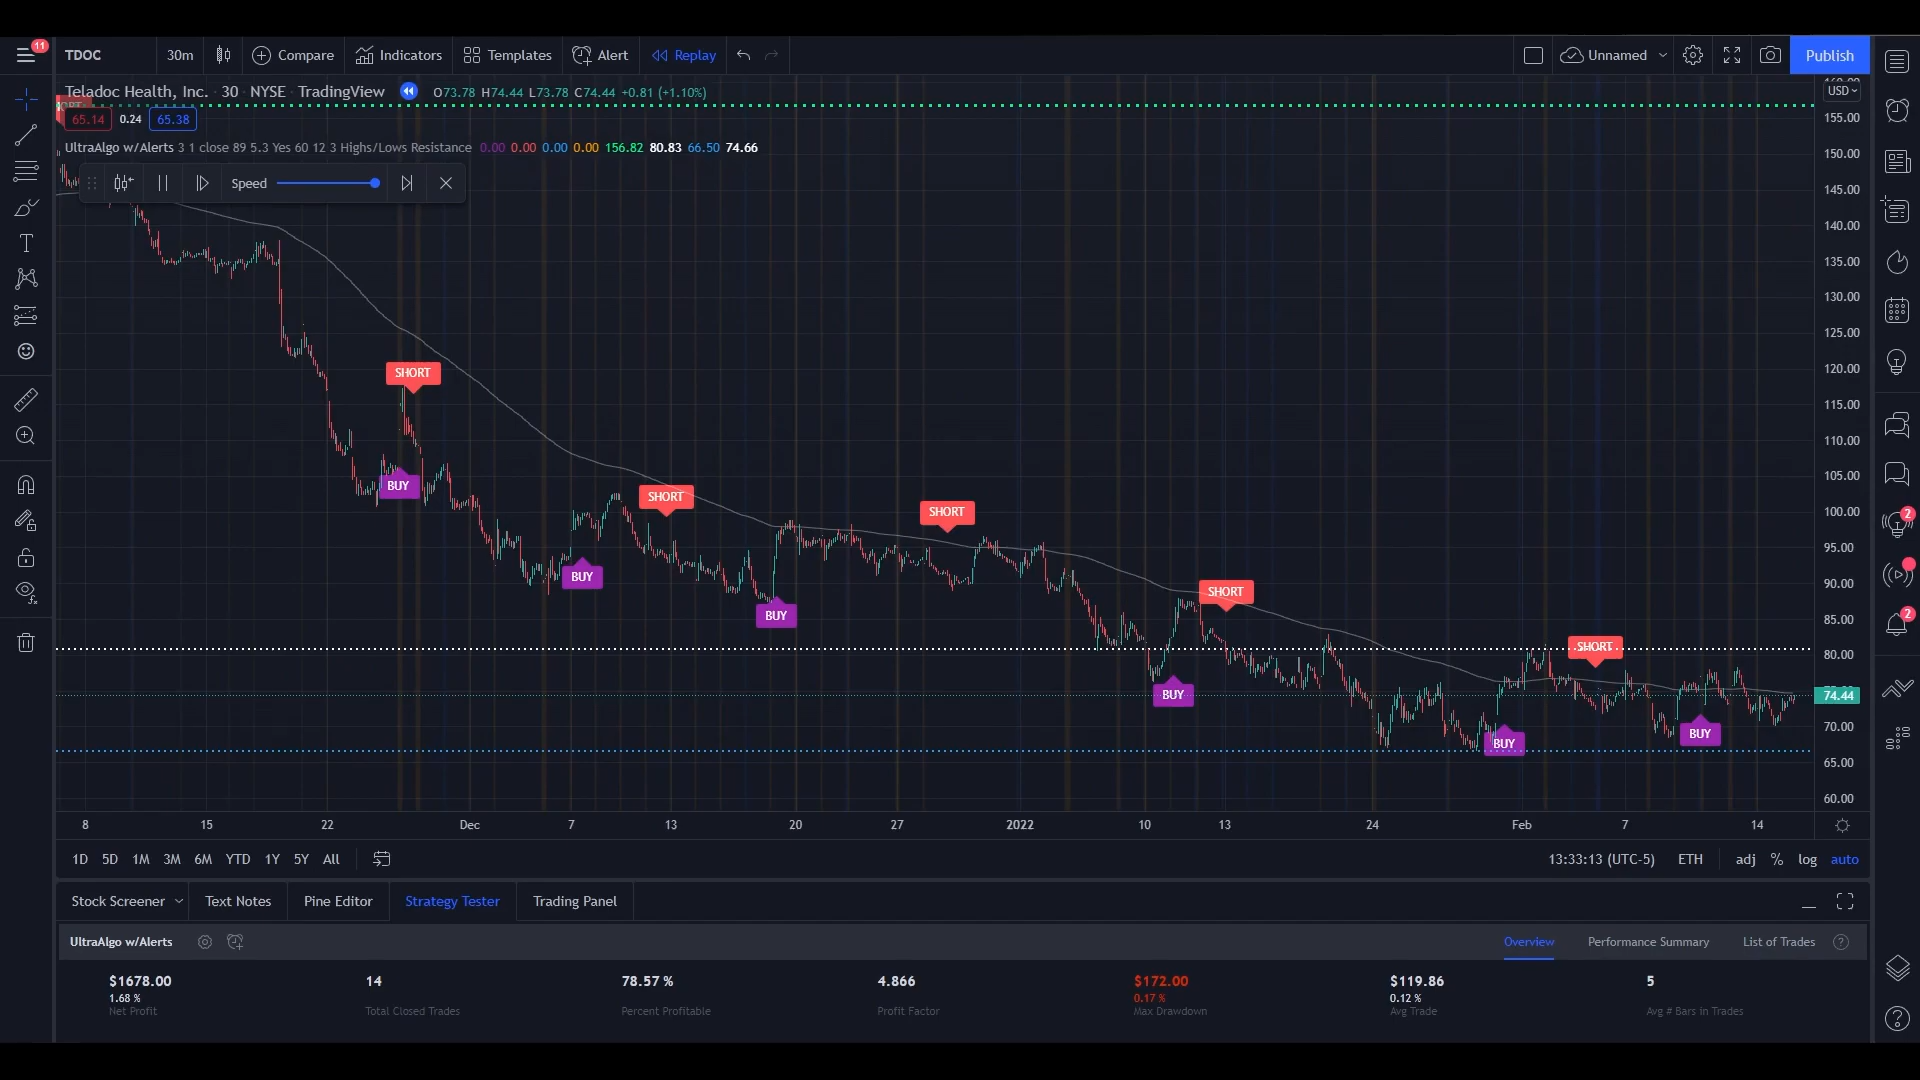 11
TDOC
30m
Compare
Indicators
Templates
Alert
Replay
Unnamed
Publish
Teladoc Health, Inc. · 30 · NYSE · TradingView
O73.78 H74.44 L73.78 C74.44 +0.81 (+1.10%)
USD
65.14
0.24
65.38
UltraAlgo w/Alerts 3 1 close 89 5.3 Yes 60 12 3 Highs/Lows Resistance 0.00 0.00 0.00 0.00 156.82 80.83 66.50 74.66
Speed
155.00
150.00
145.00
140.00
135.00
130.00
125.00
120.00
115.00
110.00
105.00
100.00
95.00
90.00
85.00
80.00
74.44
70.00
65.00
60.00
SHORT
BUY
SHORT
BUY
BUY
SHORT
SHORT
BUY
SHORT
BUY
BUY
2
2
8
15
22
Dec
7
13
20
27
2022
10
13
24
Feb
7
14
1D
5D
1M
3M
6M
YTD
1Y
5Y
All
13:33:13 (UTC-5)
ETH
adj
%
log
auto
Stock Screener
Text Notes
Pine Editor
Strategy Tester
Trading Panel
UltraAlgo w/Alerts
Overview
Performance Summary
List of Trades
$1678.00
1.68 %
Net Profit
14
Total Closed Trades
78.57 %
Percent Profitable
4.866
Profit Factor
$172.00
0.17 %
Max Drawdown
$119.86
0.12 %
Avg Trade
5
Avg # Bars in Trades